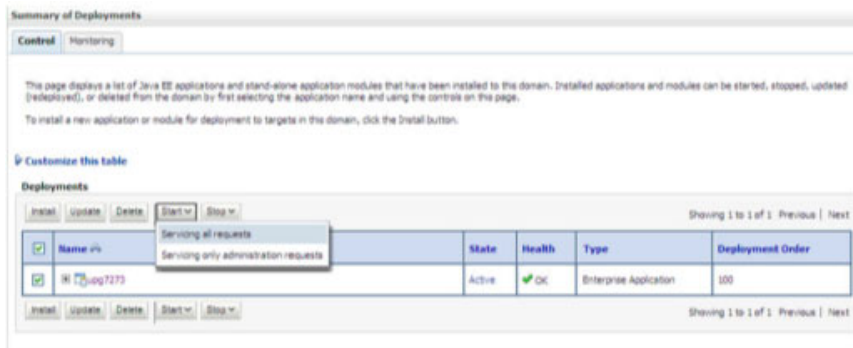 Summary of Deployments
Control Monitoring
This page displays a list of Java EE applications and stand-alone application modules that have been installed to this domain. Installed applications and modules can be started, stopped, updated
(redeployed), or deleted from the domain by first selecting the application name and using the controls on this page.
To install a new application or module for deployment to targets in this domain, click the Install button.
Customize this table
Deployments
Install Update Delete Start Stop Showing 1 to 1 of 1 Previous | Next
Servicing all requests
Servicing only administration requests
Name State Health Type Deployment Order
upg7273 Active OK Enterprise Application 100
Install Update Delete Start Stop Showing 1 to 1 of 1 Previous | Next